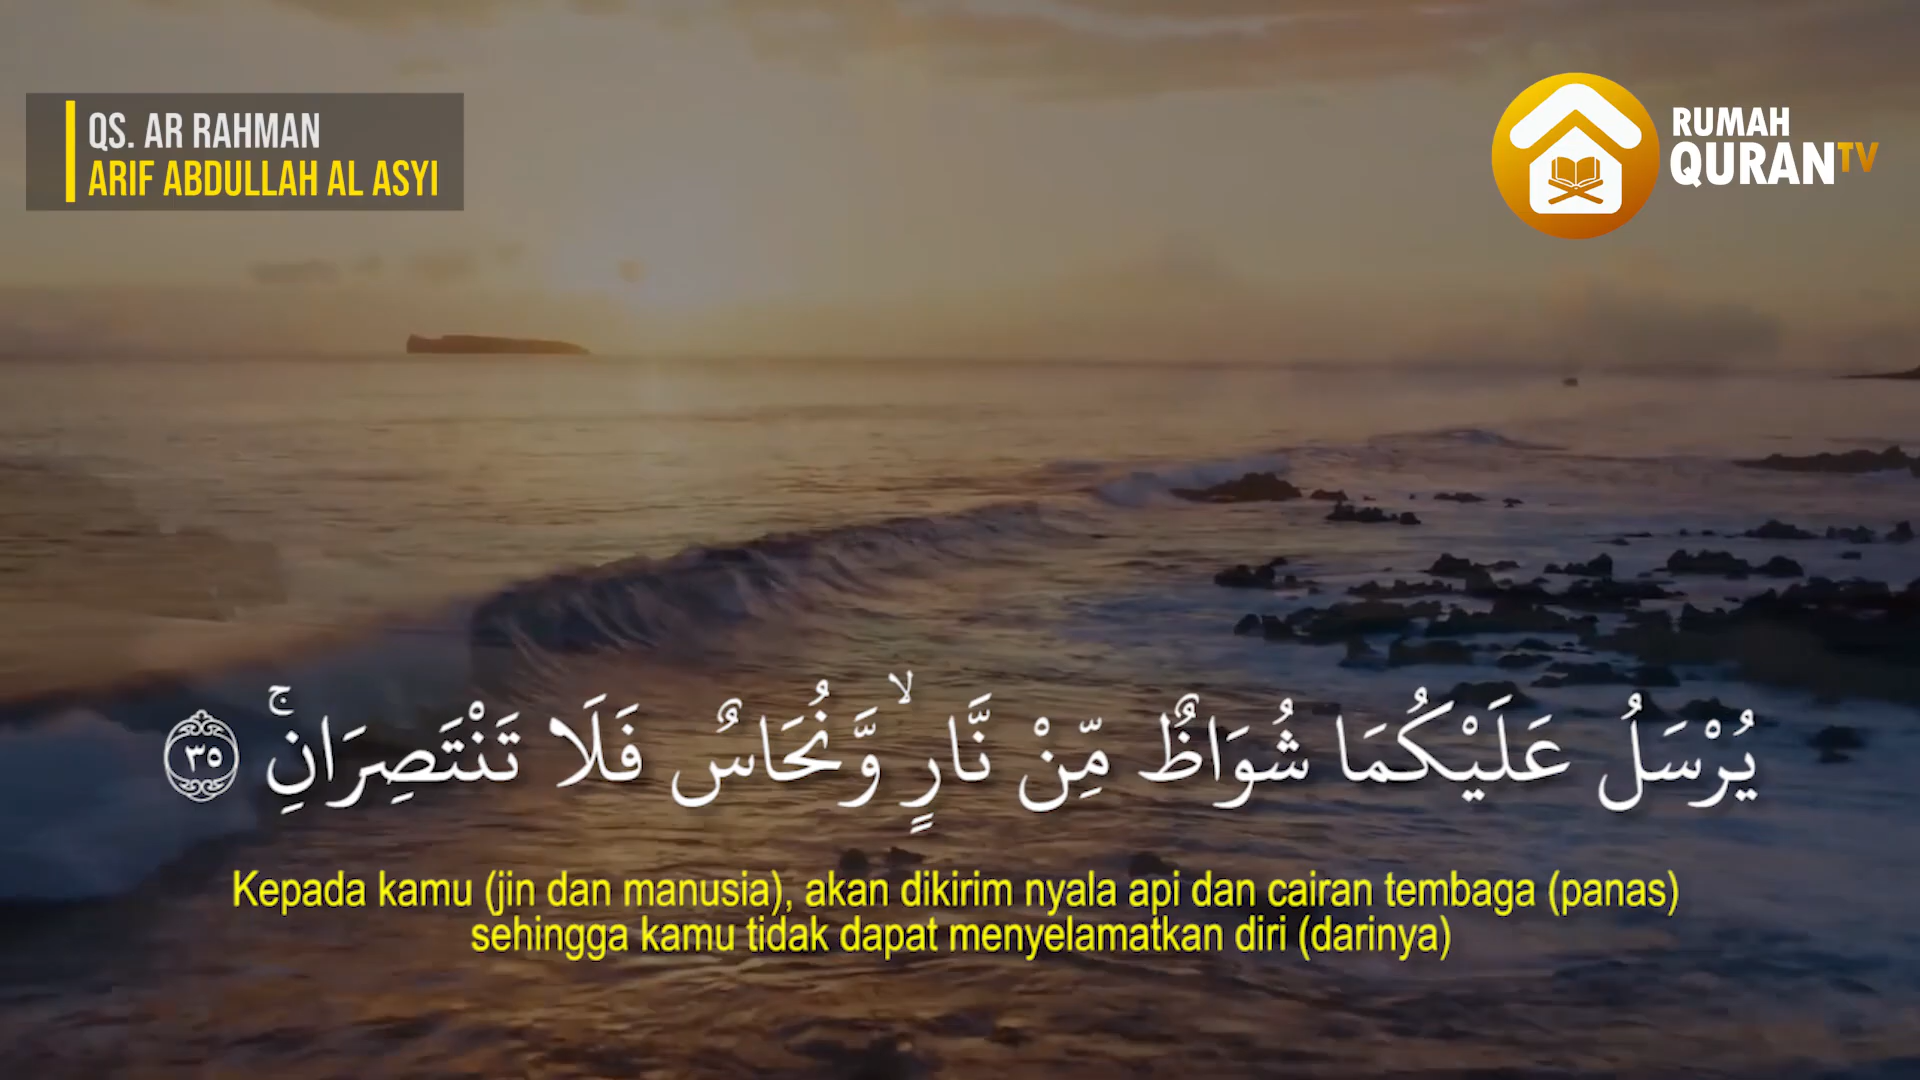 QS. AR RAHMAN
ARIF ABDULLAH AL ASYI
RUMAH
QURANTV
يُرْسَلُ عَلَيْكُمَا شُوَاظٌ مِّنْ نَّارٍ ۙ وَّنُحَاسٌ فَلَا تَنْتَصِرَانِۚ ٣٥
Kepada kamu (jin dan manusia), akan dikirim nyala api dan cairan tembaga (panas)
sehingga kamu tidak dapat menyelamatkan diri (darinya)